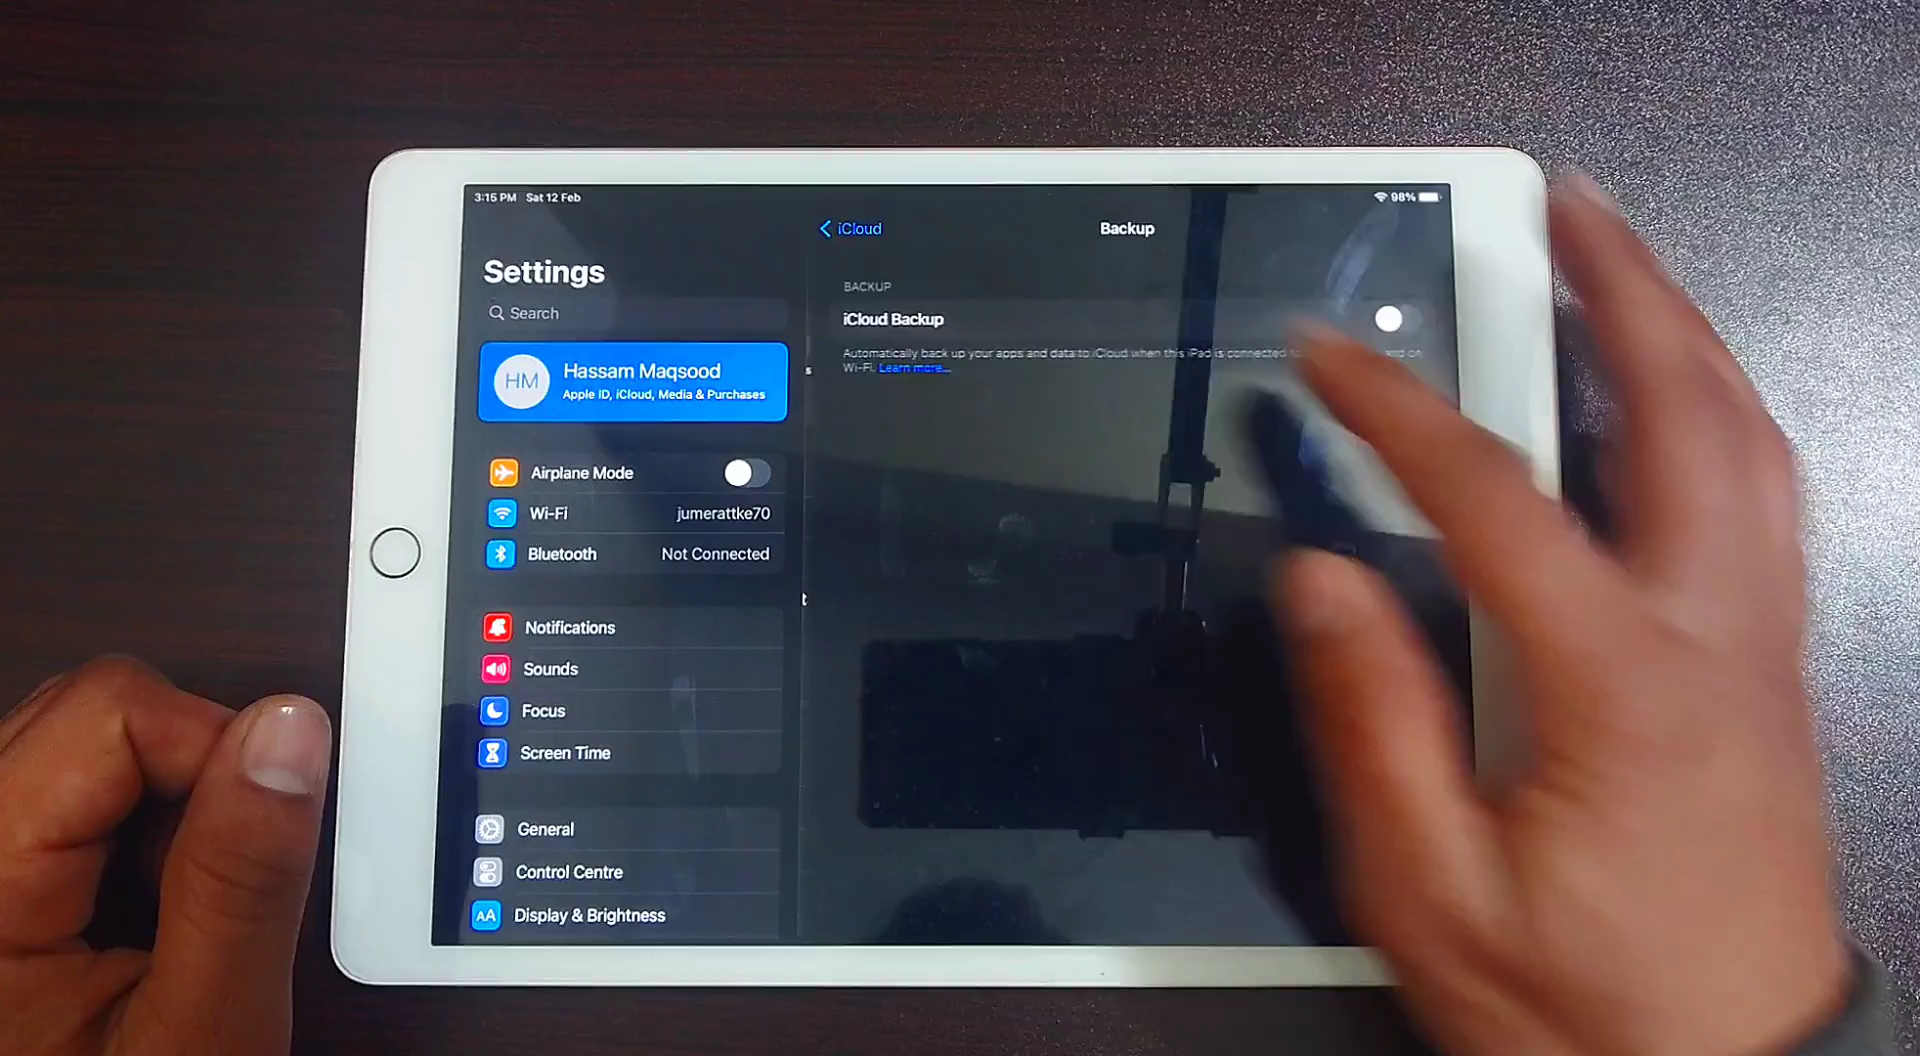 3:15 PM Sat 12 Feb
98%
iCloud
Backup
Settings
Search
HM
Hassam Maqsood
Apple ID, iCloud, Media & Purchases
Airplane Mode
Wi-Fi
jumerattke70
Bluetooth
Not Connected
Notifications
Sounds
Focus
Screen Time
General
Control Centre
AA
Display & Brightness
BACKUP
iCloud Backup
Automatically back up your apps and data to iCloud when this iPad is connected and on
Wi-Fi. Learn more...
s
t